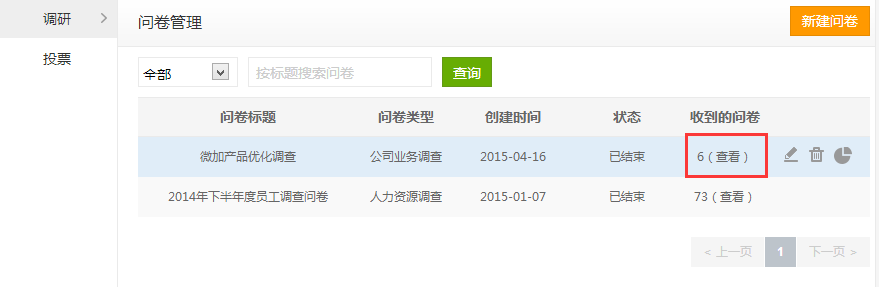 调研
投票
问卷管理
新建问卷
全部
按标题搜索问卷
查询
问卷标题 问卷类型 创建时间 状态 收到的问卷
微加产品优化调查 公司业务调查 2015-04-16 已结束 6（查看）
2014年下半年度员工调查问卷 人力资源调查 2015-01-07 已结束 73（查看）
< 上一页 1 下一页 >